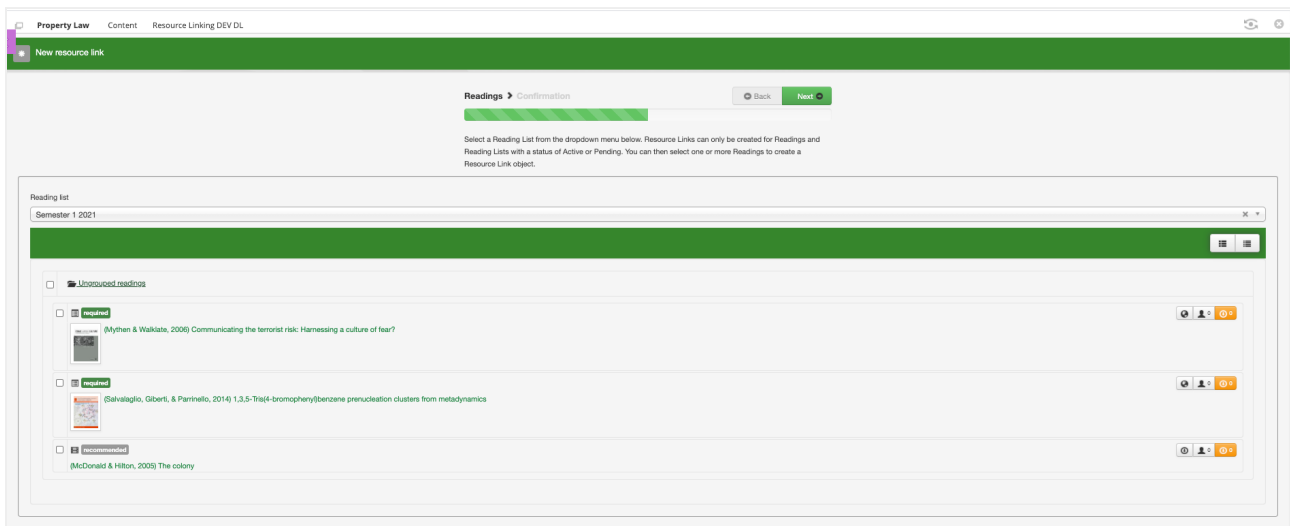 Property Law Content Resource Linking DEV DL
New resource link
Readings Confirmation Back Next
Select a Reading List from the dropdown menu below. Resource Links can only be created for Readings and
Reading Lists with a status of Active or Pending. You can then select one or more Readings to create a
Resource Link object.
Reading list
Semester 1 2021
Ungrouped readings
required
(Mythen & Walklate, 2006) Communicating the terrorist risk: Harnessing a culture of fear?
required
(Salvalaglio, Giberti, & Parrinello, 2014) 1,3,5-Tris(4-bromophenyl)benzene prenucleation clusters from metadynamics
recommended
(McDonald & Hilton, 2005) The colony